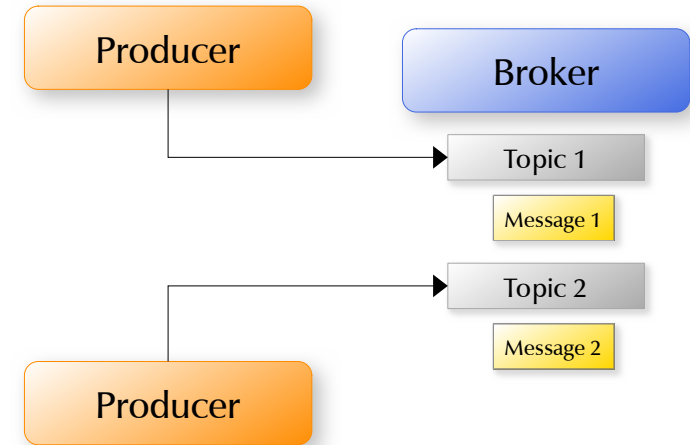 Producer
Broker
Topic 1
Message 1
Topic 2
Message 2
Producer